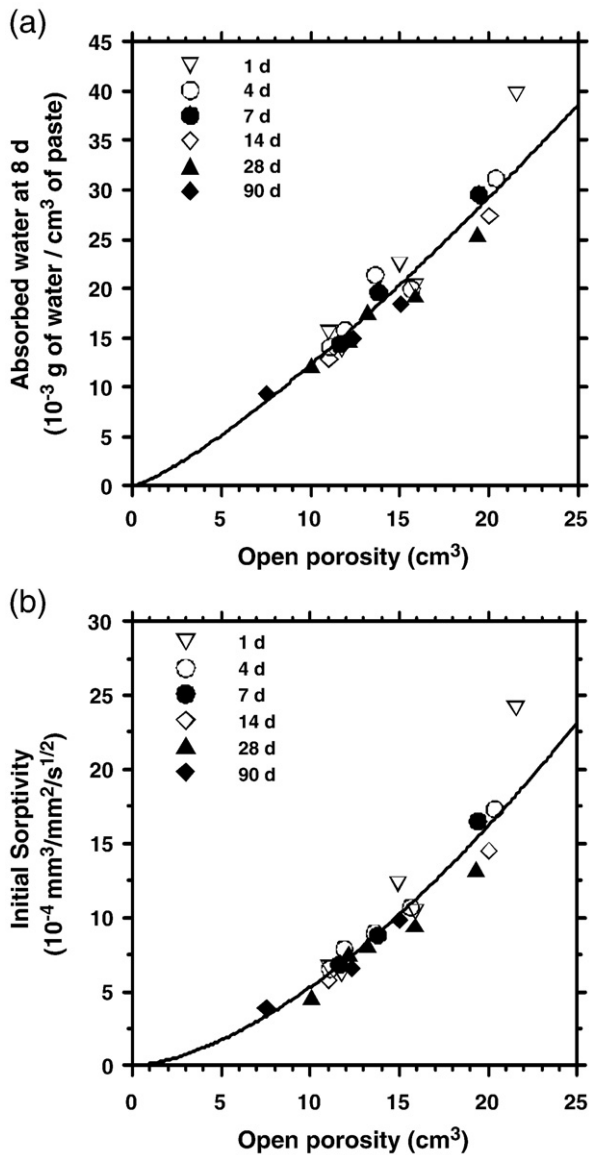 (a)
Absorbed water at 8 d
(10⁻³ g of water / cm³ of paste)
45
40
35
30
25
20
15
10
5
0
1 d
4 d
7 d
14 d
28 d
90 d
0 5 10 15 20 25
Open porosity (cm³)
(b)
Initial Sorptivity
(10⁻⁴ mm³/mm²/s¹/²)
30
25
20
15
10
5
0
1 d
4 d
7 d
14 d
28 d
90 d
0 5 10 15 20 25
Open porosity (cm³)